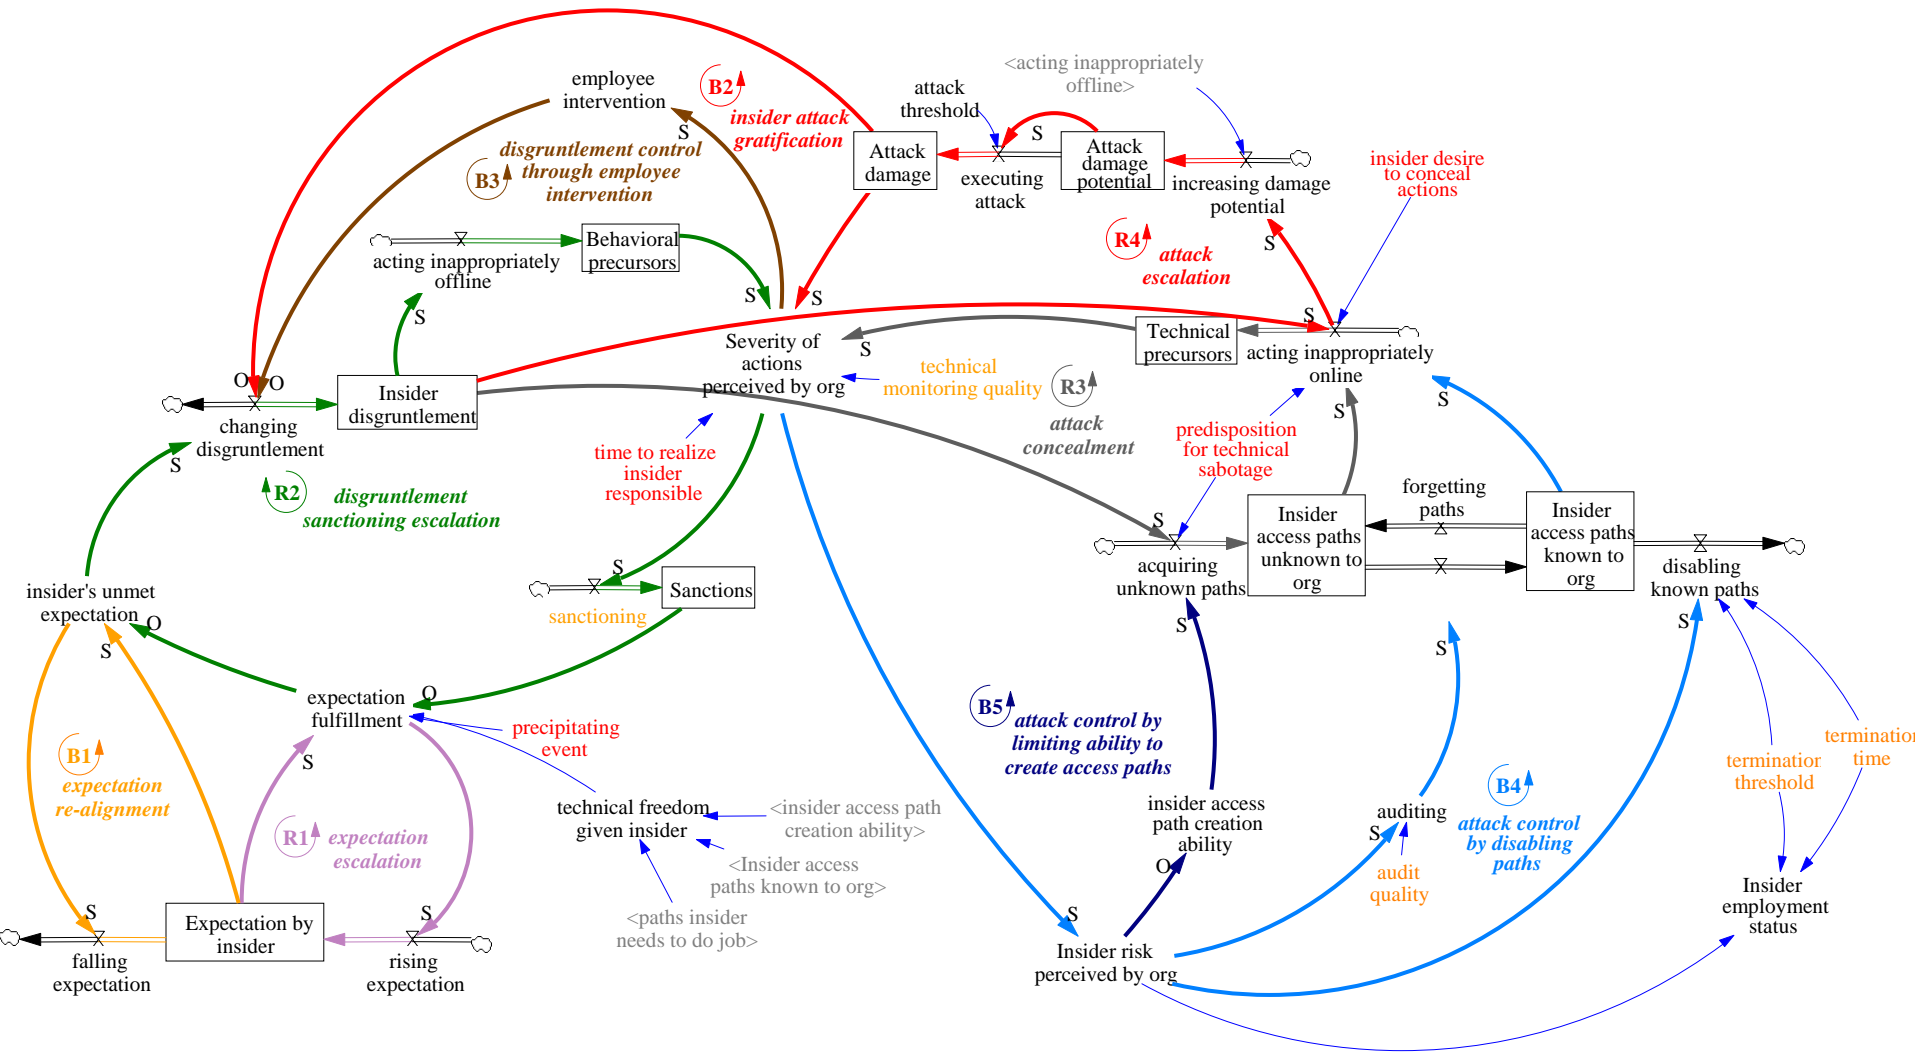 employee
intervention
B2
insider attack
gratification
attack
threshold
<acting inappropriately
offline>
S
S
Attack
damage
executing
attack
Attack
damage
potential
increasing damage
potential
insider desire
to conceal
actions
B3
disgruntlement control
through employee
intervention
R4
attack
escalation
S
acting inappropriately
offline
Behavioral
precursors
S
S
S
S
Severity of
actions
perceived by org
S
technical
monitoring quality
Technical
precursors
S
acting inappropriately
online
O
O
changing
disgruntlement
Insider
disgruntlement
R3
attack
concealment
S
S
S
R2
disgruntlement
sanctioning escalation
time to realize
insider
responsible
predisposition
for technical
sabotage
S
acquiring
unknown paths
Insider
access paths
unknown to
org
forgetting
paths
Insider
access paths
known to
org
disabling
known paths
insider's unmet
expectation
O
S
S
sanctioning
Sanctions
S
S
S
expectation
fulfillment
O
precipitating
event
S
B5
attack control by
limiting ability to
create access paths
B1
expectation
re-alignment
R1
expectation
escalation
technical freedom
given insider
<insider access path
creation ability>
<Insider access
paths known to org>
<paths insider
needs to do job>
insider access
path creation
ability
O
auditing
S
audit
quality
B4
attack control
by disabling
paths
termination
threshold
termination
time
Insider
employment
status
S
Expectation by
insider
S
falling
expectation
rising
expectation
S
Insider risk
perceived by org